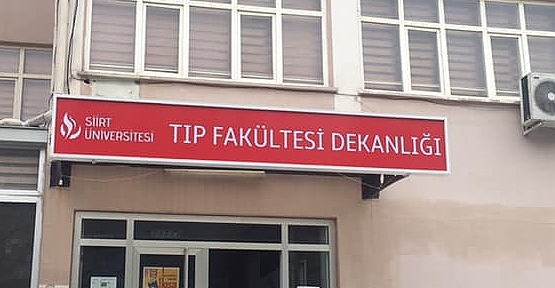 SİİRT
ÜNİVERSİTESİ
TIP FAKÜLTESİ DEKANLIĞI